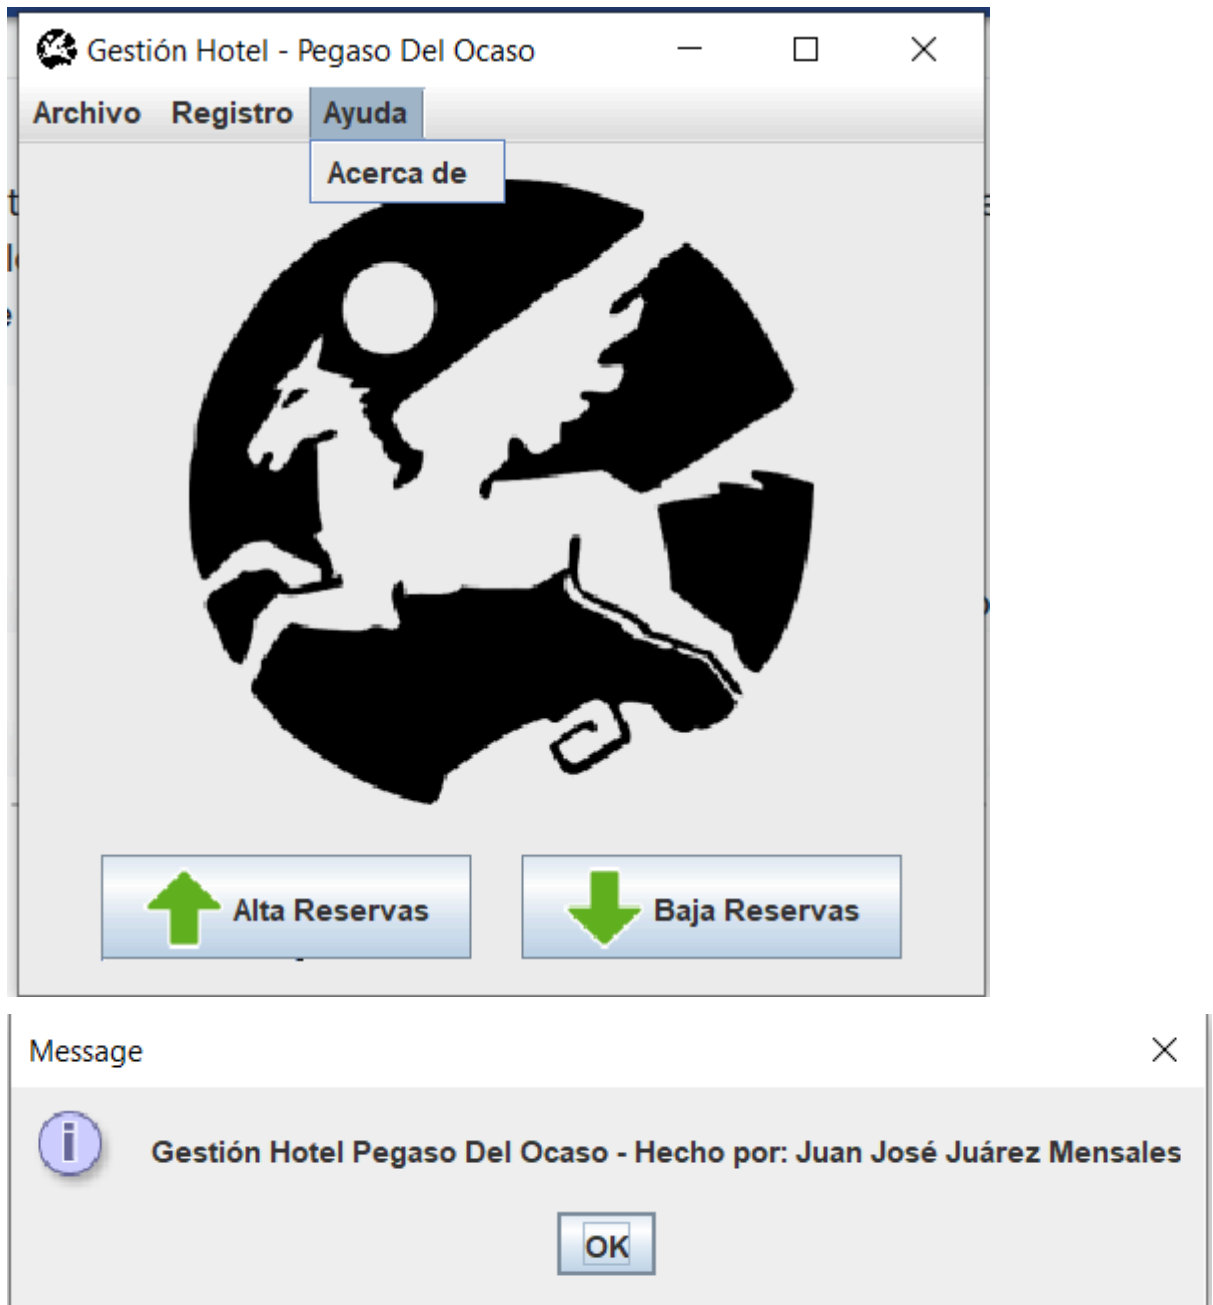 Gestión Hotel - Pegaso Del Ocaso
Archivo Registro Ayuda
Acerca de
Alta Reservas Baja Reservas
Message
Gestión Hotel Pegaso Del Ocaso - Hecho por: Juan José Juárez Mensales
OK